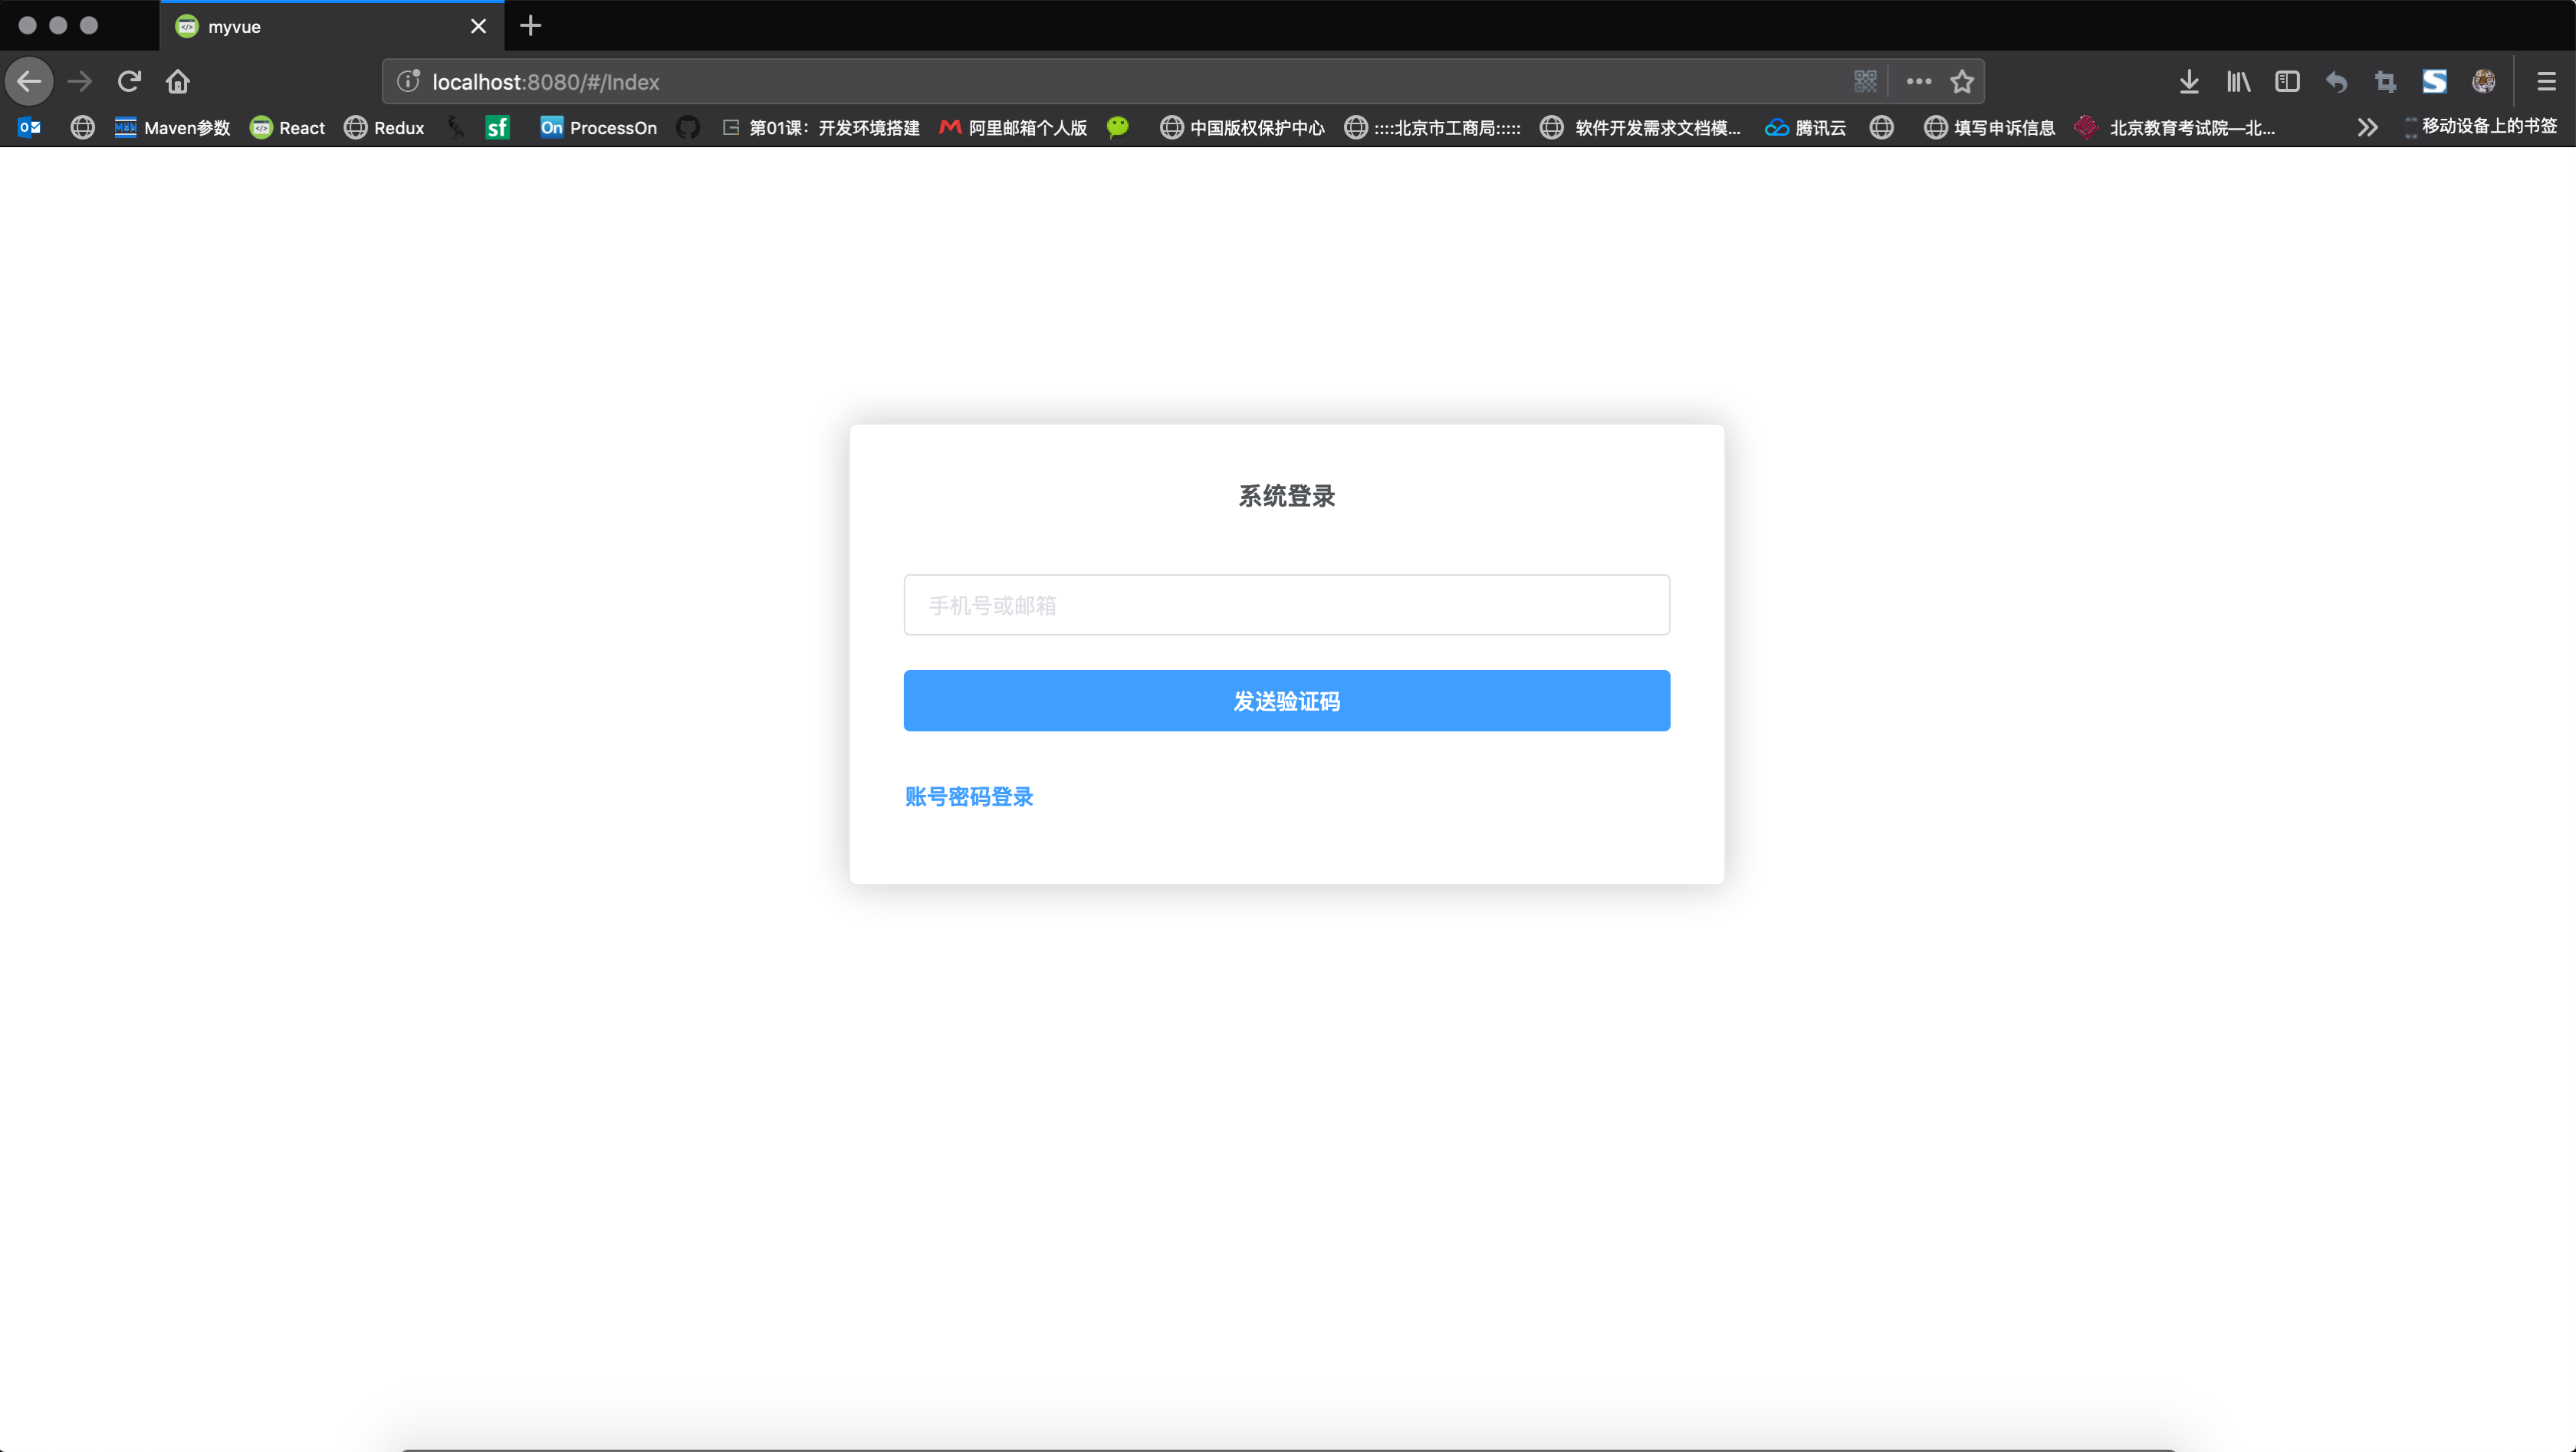 myvue
localhost:8080/#/Index
Maven参数 React Redux sf On ProcessOn 第01课：开发环境搭建 阿里邮箱个人版 中国版权保护中心 ::::北京市工商局::::: 软件开发需求文档模... 腾讯云 填写申诉信息 北京教育考试院—北... 移动设备上的书签
系统登录
手机号或邮箱
发送验证码
账号密码登录